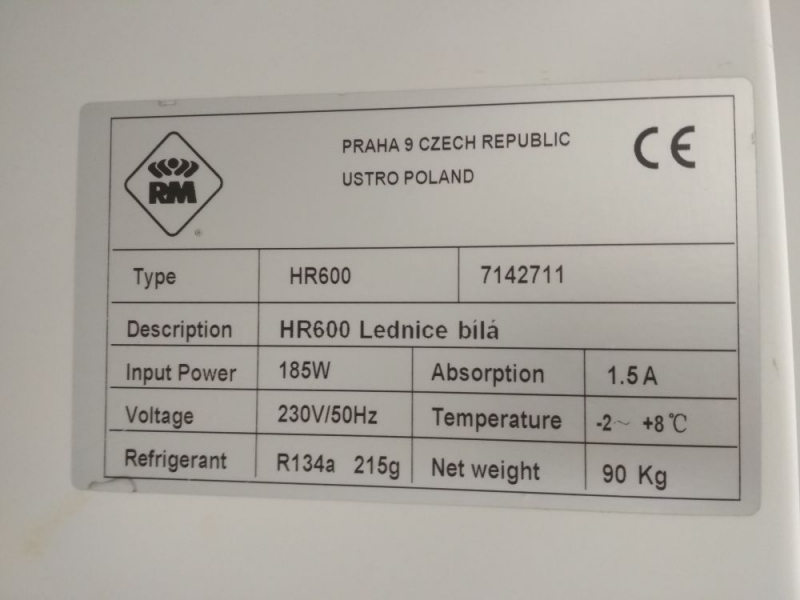 RM
®
PRAHA 9 CZECH REPUBLIC
USTRO POLAND
CE
Type HR600 7142711
Description HR600 Lednice bílá
Input Power 185W Absorption 1.5 A
Voltage 230V/50Hz Temperature -2～ +8℃
Refrigerant R134a 215g Net weight 90 Kg